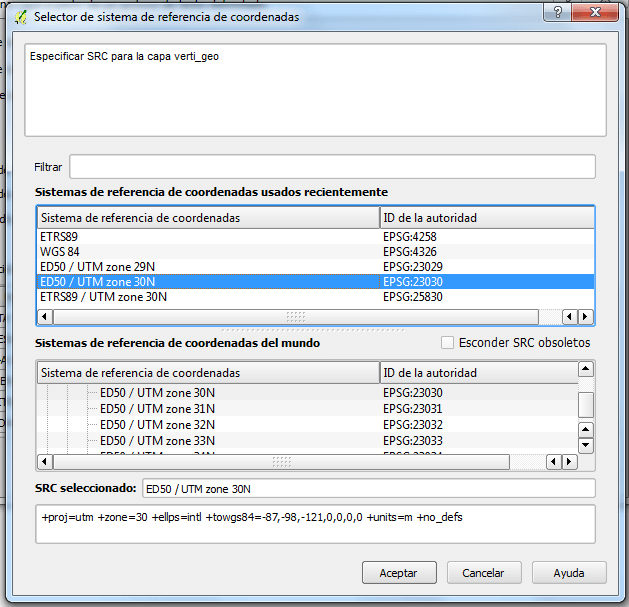 Selector de sistema de referencia de coordenadas
Especificar SRC para la capa verti_geo
Filtrar
Sistemas de referencia de coordenadas usados recientemente
Sistema de referencia de coordenadas ID de la autoridad
ETRS89 EPSG:4258
WGS 84 EPSG:4326
ED50 / UTM zone 29N EPSG:23029
ED50 / UTM zone 30N EPSG:23030
ETRS89 / UTM zone 30N EPSG:25830
Sistemas de referencia de coordenadas del mundo Esconder SRC obsoletos
Sistema de referencia de coordenadas ID de la autoridad
ED50 / UTM zone 30N EPSG:23030
ED50 / UTM zone 31N EPSG:23031
ED50 / UTM zone 32N EPSG:23032
ED50 / UTM zone 33N EPSG:23033
SRC seleccionado: ED50 / UTM zone 30N
+proj=utm +zone=30 +ellps=intl +towgs84=-87,-98,-121,0,0,0,0 +units=m +no_defs
Aceptar Cancelar Ayuda